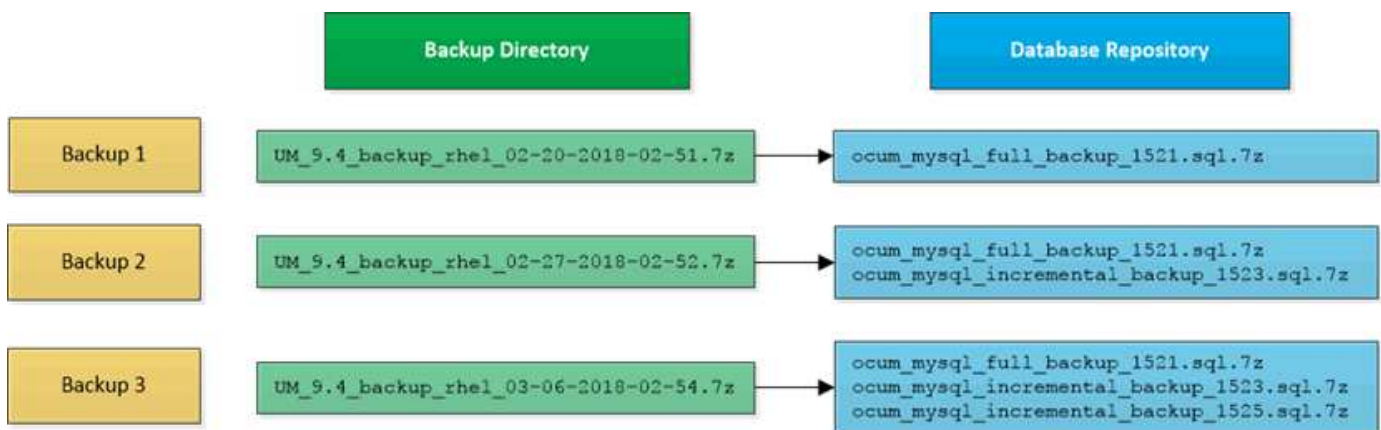 Backup Directory
Database Repository
Backup 1
UM_9.4_backup_rhel_02-20-2018-02-51.7z
ocum_mysql_full_backup_1521.sql.7z
Backup 2
UM_9.4_backup_rhel_02-27-2018-02-52.7z
ocum_mysql_full_backup_1521.sql.7z
ocum_mysql_incremental_backup_1523.sql.7z
Backup 3
UM_9.4_backup_rhel_03-06-2018-02-54.7z
ocum_mysql_full_backup_1521.sql.7z
ocum_mysql_incremental_backup_1523.sql.7z
ocum_mysql_incremental_backup_1525.sql.7z